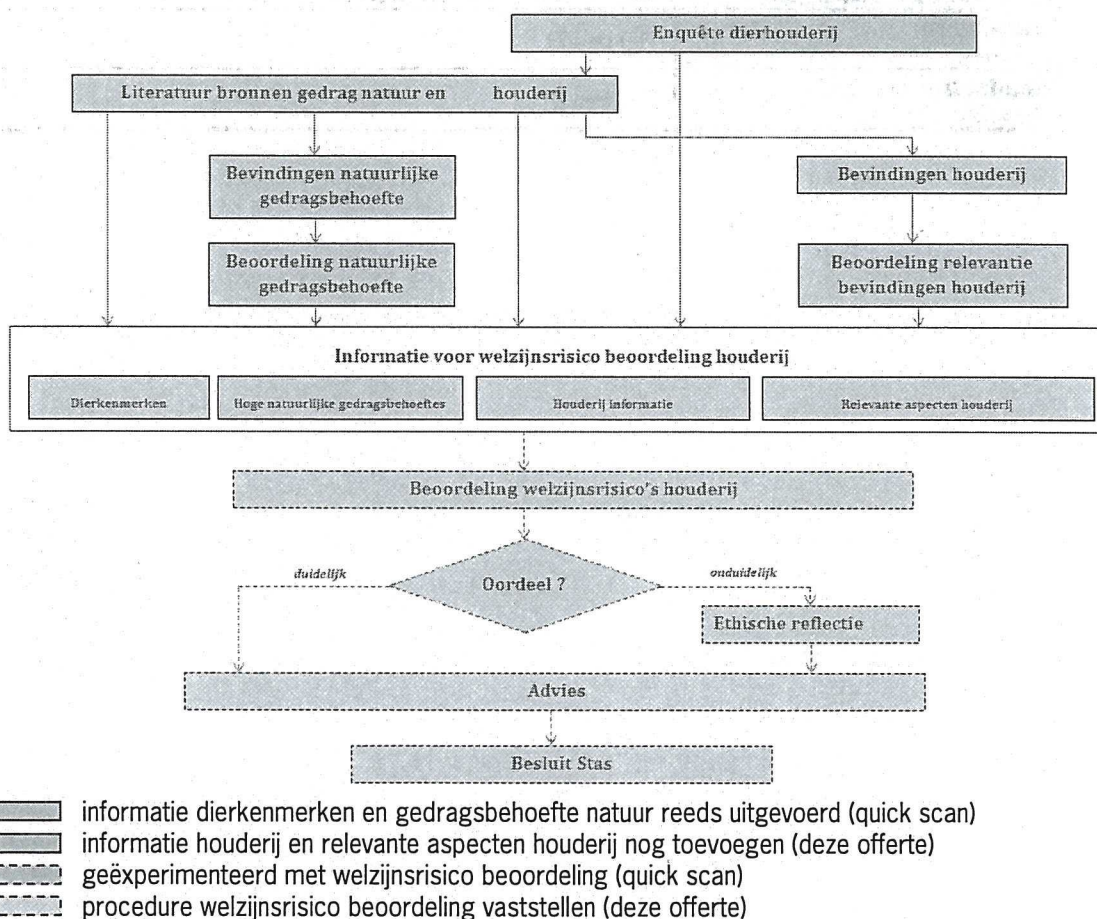 Enquête dierhouderij
Literatuur bronnen gedrag natuur en houderij
Bevindingen natuurlijke
gedragsbehoefte
Bevindingen houderij
Beoordeling natuurlijke
gedragsbehoefte
Beoordeling relevantie
bevindingen houderij
Informatie voor welzijnsrisico beoordeling houderij
Dierkenmerken
Hoge natuurlijke gedragsbehoeftes
Houderij informatie
Relevante aspecten houderij
Beoordeling welzijnsrisico's houderij
duidelijk
Oordeel ?
onduidelijk
Ethische reflectie
Advies
Besluit Stas
informatie dierkenmerken en gedragsbehoefte natuur reeds uitgevoerd (quick scan)
informatie houderij en relevante aspecten houderij nog toevoegen (deze offerte)
geëxperimenteerd met welzijnsrisico beoordeling (quick scan)
procedure welzijnsrisico beoordeling vaststellen (deze offerte)